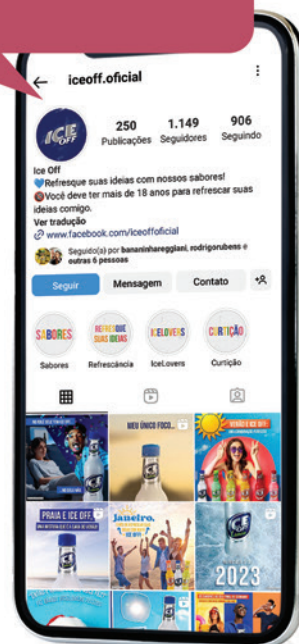 iceoff.oficial
ICE
OFF
250
1.149
906
Publicações
Seguidores
Seguindo
Ice Off
💙Refresque suas ideias com nossos sabores!
🔞Você deve ter mais de 18 anos para refrescar suas
ideias comigo.
Ver tradução
www.facebook.com/iceoffoficial
Seguido(a) por bananinhareggiani, rodrigorubens e
outras 6 pessoas
Seguir
Mensagem
Contato
SABORES
REFRESQUE
SUAS IDEIAS
ICELOVERS
CURTIÇÃO
Sabores
Refrescância
IceLovers
Curtição
MEU ÚNICO FOCO...
VERÃO E ICE OFF:
PRAIA E ICE OFF,
Janeiro,
ICE
2023